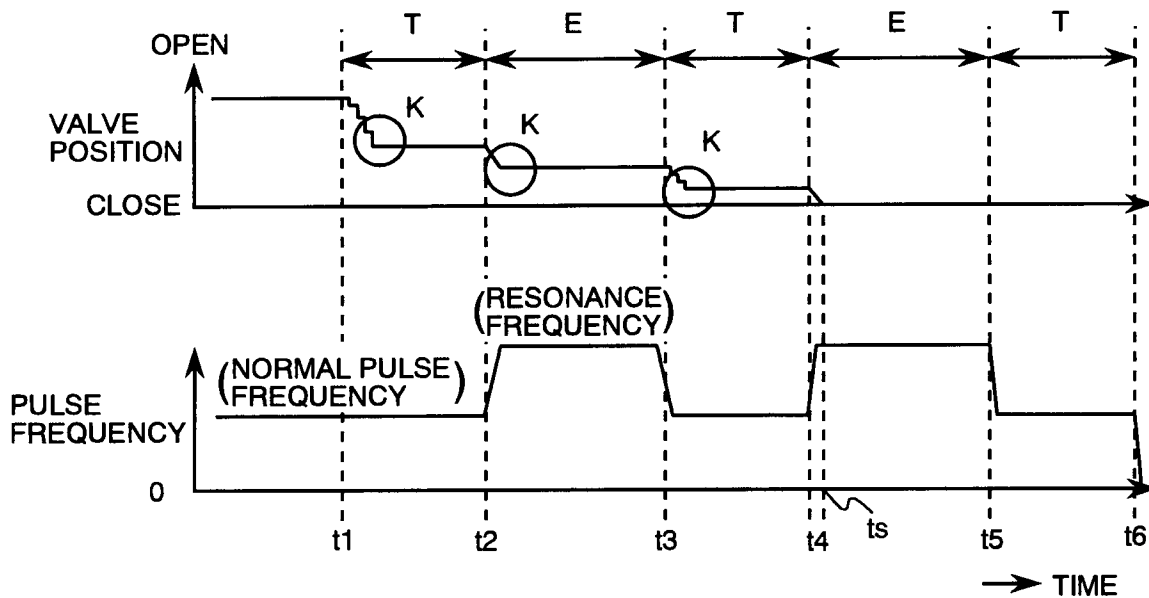 T E T E T
OPEN
K
K
K
VALVE
POSITION
CLOSE
(RESONANCE
FREQUENCY)
(NORMAL PULSE
FREQUENCY)
PULSE
FREQUENCY
0
ts
t1 t2 t3 t4 t5 t6
TIME